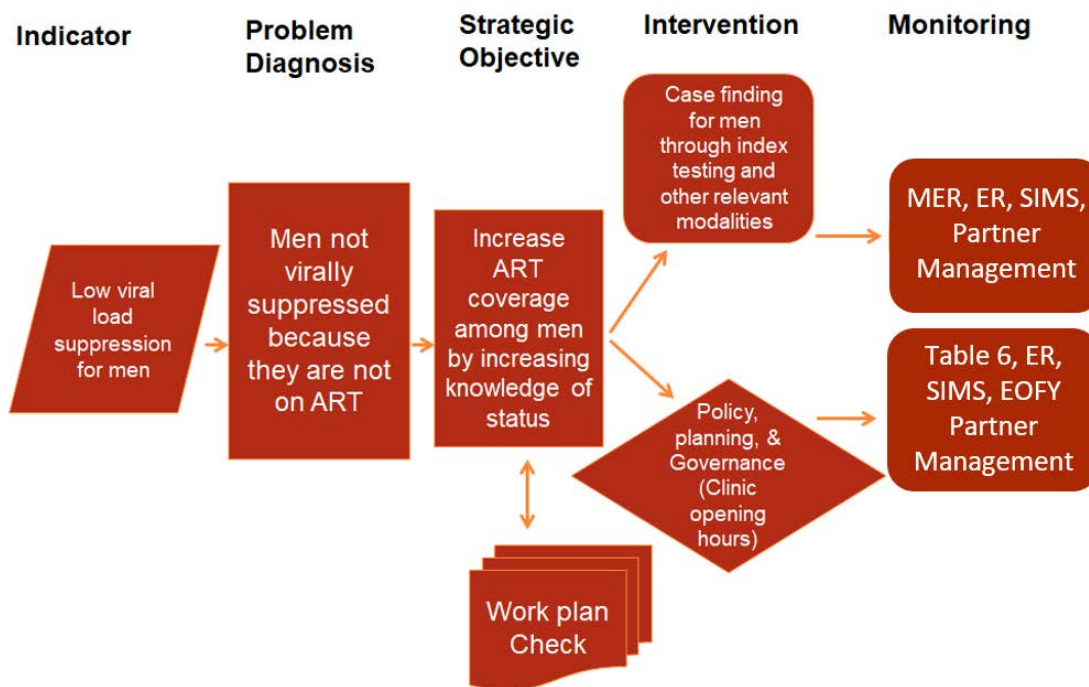 Indicator
Problem
Diagnosis
Strategic
Objective
Intervention
Monitoring
Low viral
load
suppression
for men
Men not
virally
suppressed
because
they are not
on ART
Increase
ART
coverage
among men
by increasing
knowledge of
status
Work plan
Check
Case finding
for men
through index
testing and
other relevant
modalities
Policy,
planning, &
Governance
(Clinic
opening
hours)
MER, ER, SIMS,
Partner
Management
Table 6, ER,
SIMS, EOFY
Partner
Management